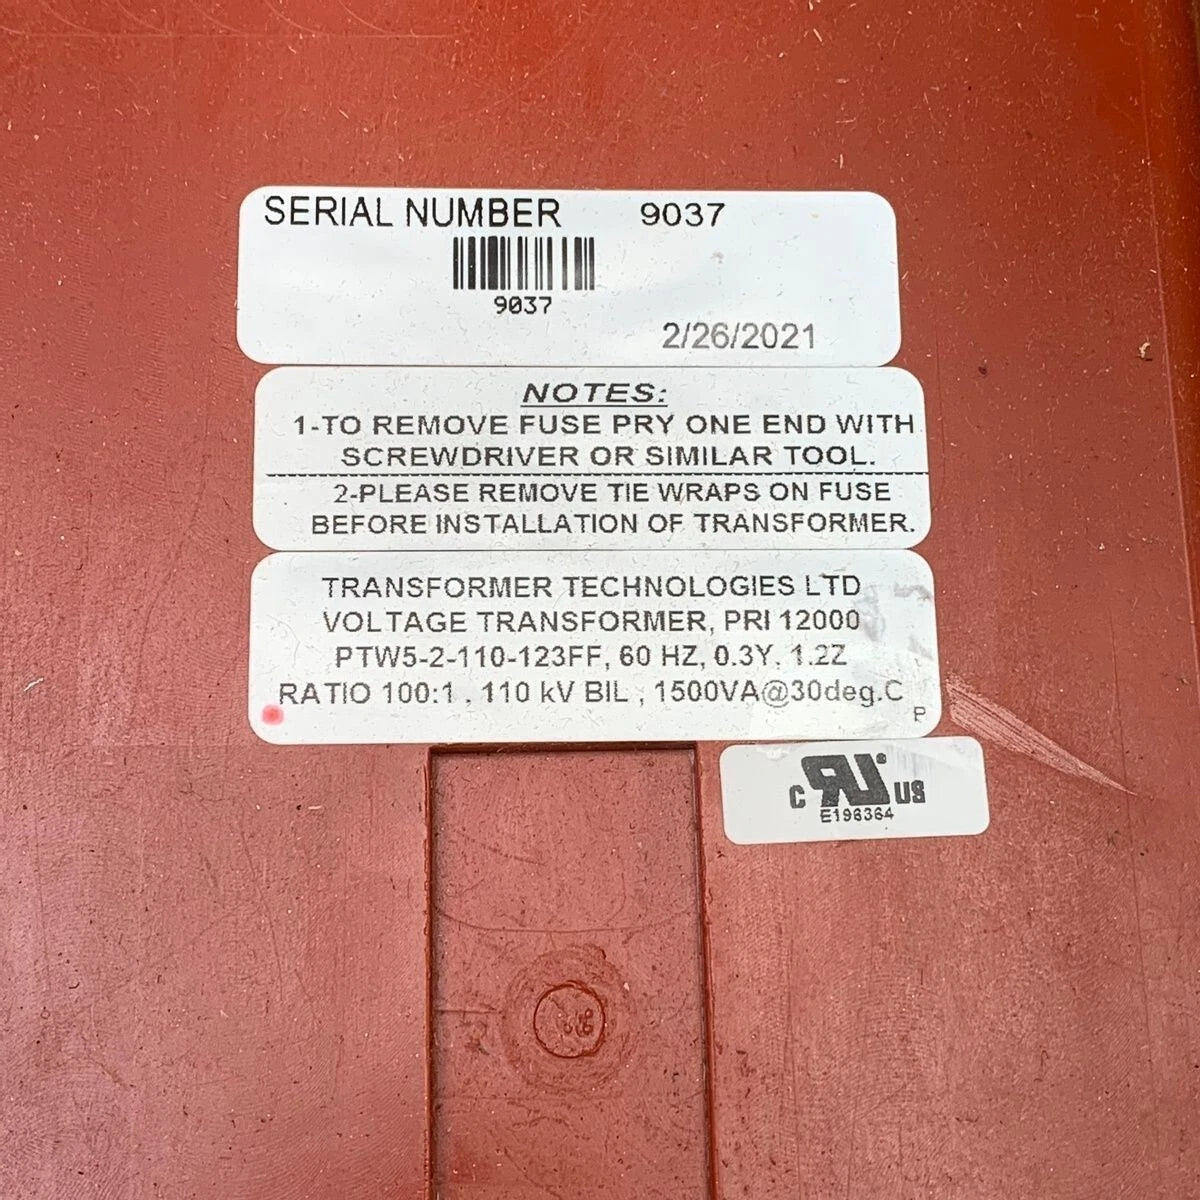 SERIAL NUMBER 9037
9037
2/26/2021
NOTES:
1-TO REMOVE FUSE PRY ONE END WITH
SCREWDRIVER OR SIMILAR TOOL.
2-PLEASE REMOVE TIE WRAPS ON FUSE
BEFORE INSTALLATION OF TRANSFORMER.
TRANSFORMER TECHNOLOGIES LTD
VOLTAGE TRANSFORMER, PRI 12000
PTW5-2-110-123FF, 60 HZ, 0.3Y, 1.2Z
RATIO 100:1 , 110 kV BIL , 1500VA@30deg.C
P
C RU® US
E196364